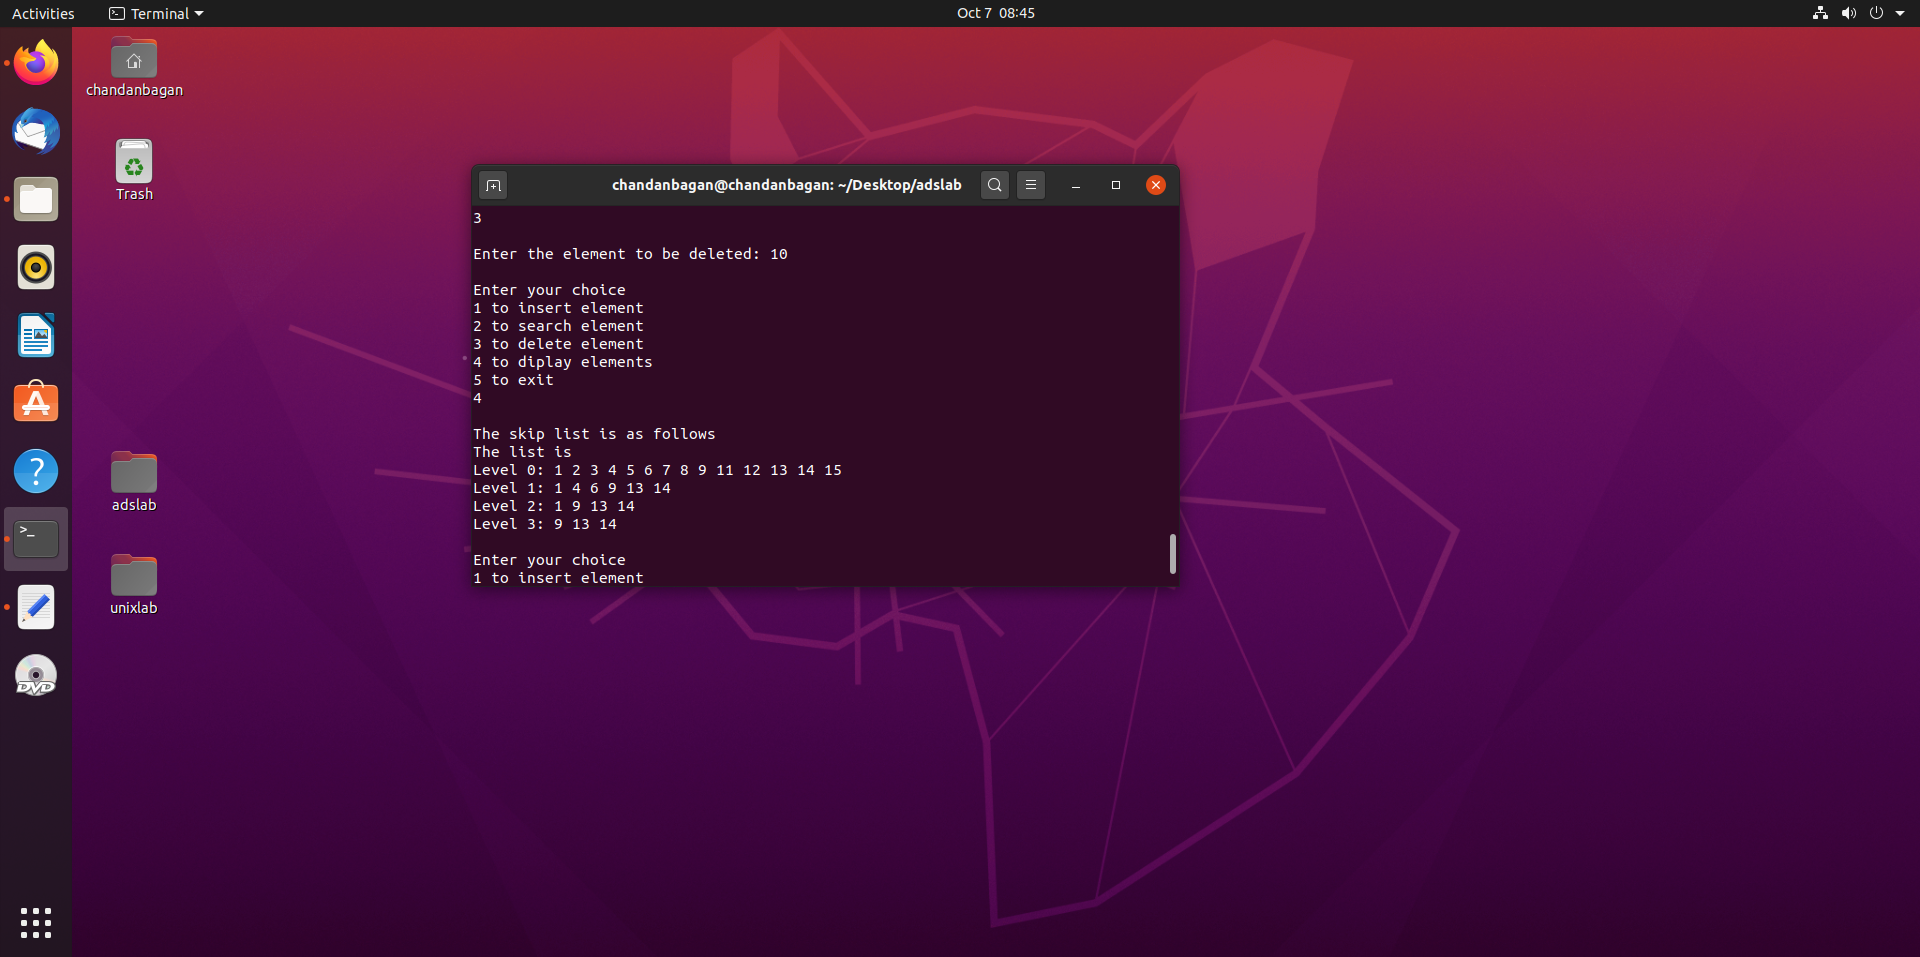 Activities
Terminal
Oct 7 08:45
chandanbagan
Trash
adslab
unixlab
DVD
chandanbagan@chandanbagan: ~/Desktop/adslab
3
Enter the element to be deleted: 10
Enter your choice
1 to insert element
2 to search element
3 to delete element
4 to diplay elements
5 to exit
4
The skip list is as follows
The list is
Level 0: 1 2 3 4 5 6 7 8 9 11 12 13 14 15
Level 1: 1 4 6 9 13 14
Level 2: 1 9 13 14
Level 3: 9 13 14
Enter your choice
1 to insert element